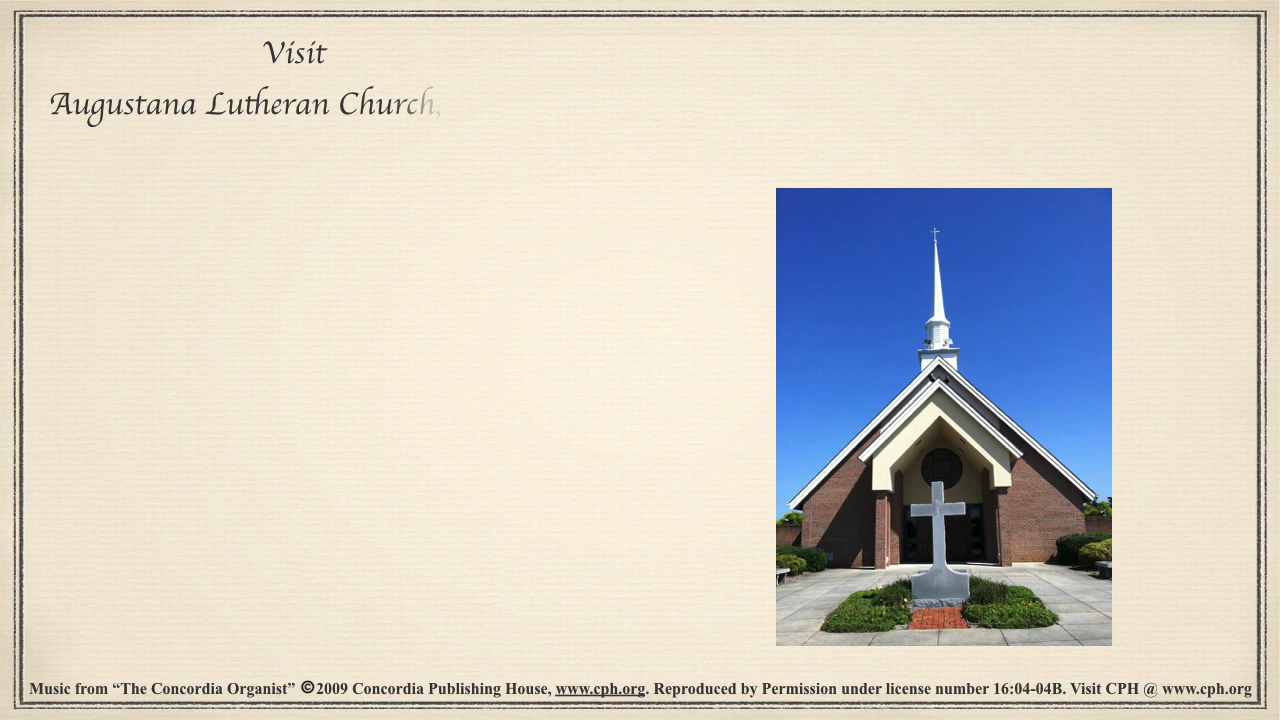 Visit
Augustana Lutheran Church,
Music from “The Concordia Organist” ©2009 Concordia Publishing House, www.cph.org. Reproduced by Permission under license number 16:04-04B. Visit CPH @ www.cph.org